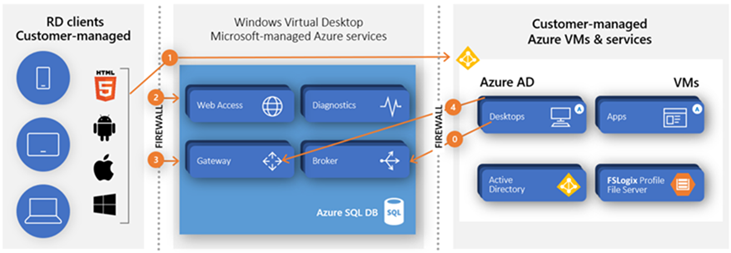 RD clients
Customer-managed
HTML
5
FIREWALL
Windows Virtual Desktop
Microsoft-managed Azure services
1
2
3
Web Access
Diagnostics
Gateway
Broker
Azure SQL DB
SQL
FIREWALL
4
0
Customer-managed
Azure VMs & services
Azure AD
VMs
Desktops
A
Apps
A
Active
Directory
FSLogix Profile
File Server